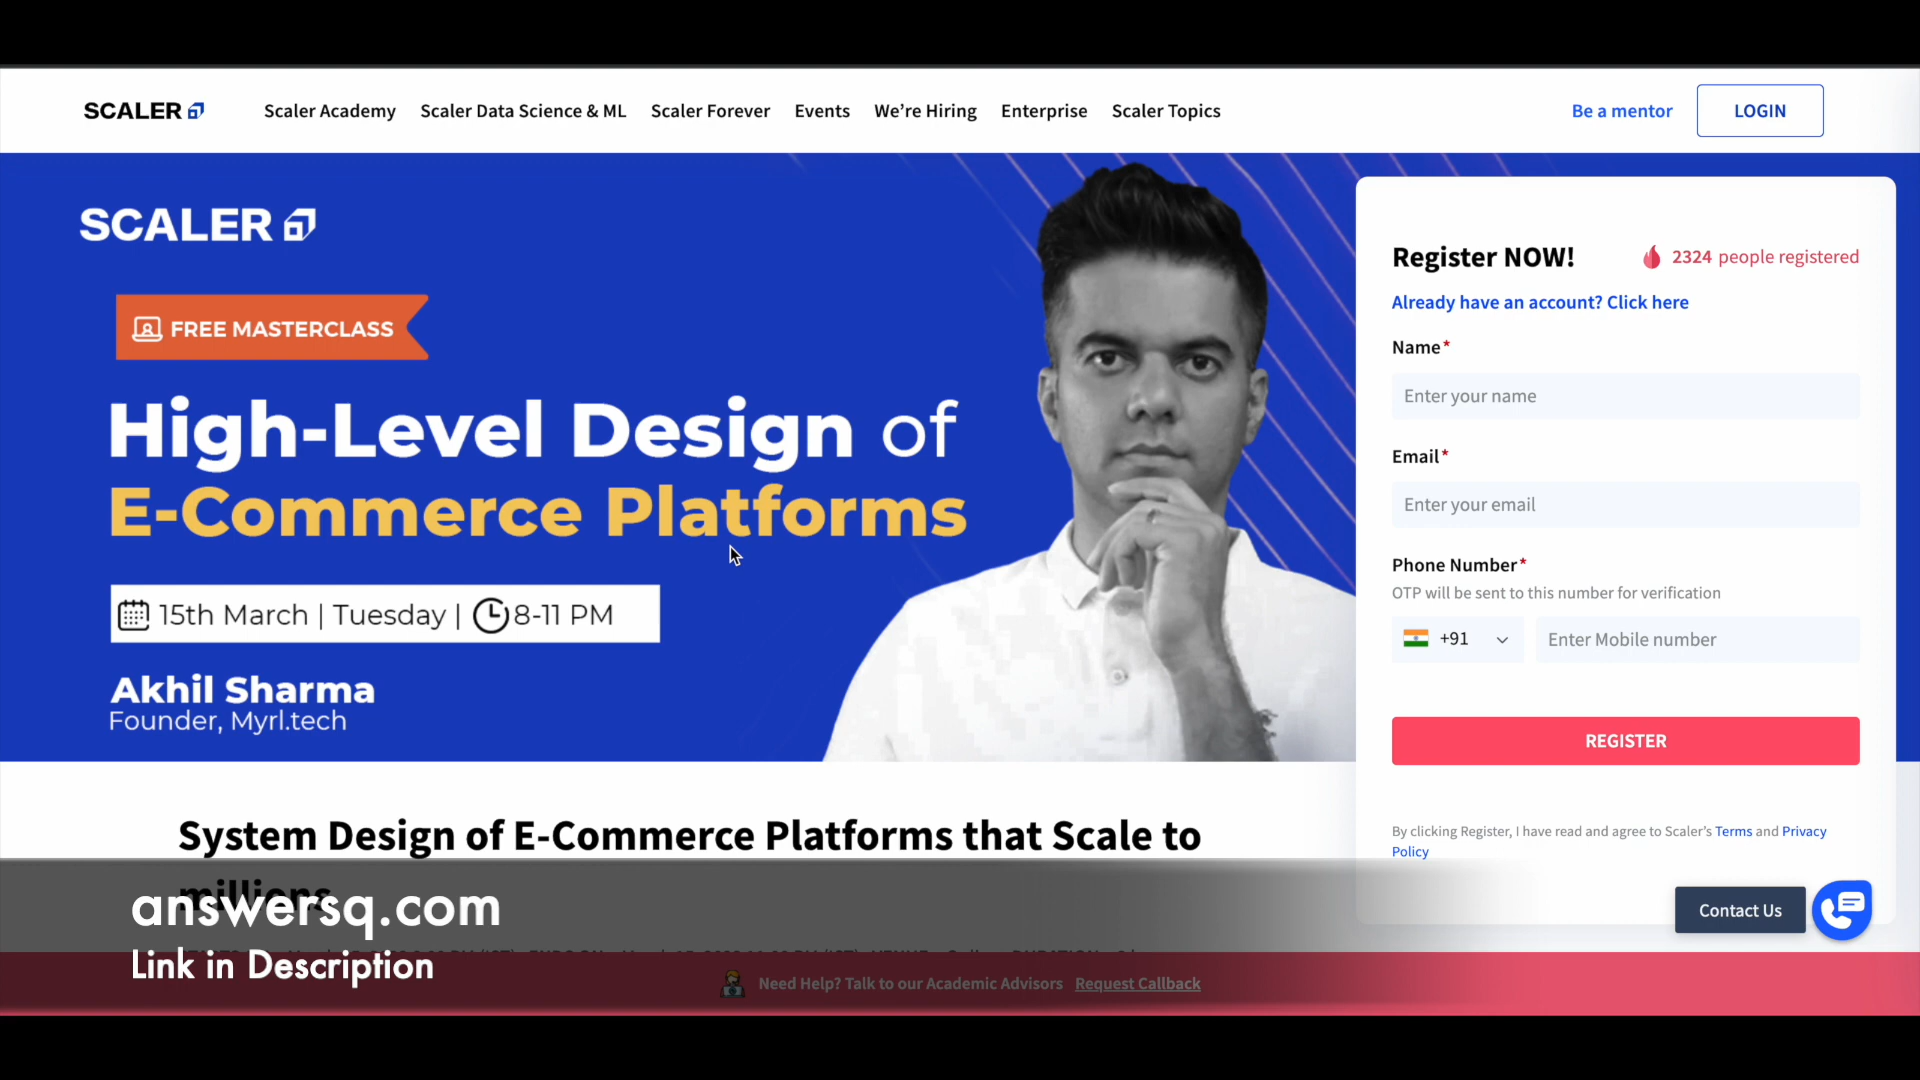 SCALER
Scaler Academy
Scaler Data Science & ML
Scaler Forever
Events
We're Hiring
Enterprise
Scaler Topics
Be a mentor
LOGIN
SCALER
FREE MASTERCLASS
High-Level Design of
E-Commerce Platforms
15th March | Tuesday | 8-11 PM
Akhil Sharma
Founder, Myrl.tech
Register NOW!
2324 people registered
Already have an account? Click here
Name*
Enter your name
Email*
Enter your email
Phone Number*
OTP will be sent to this number for verification
+91
Enter Mobile number
REGISTER
By clicking Register, I have read and agree to Scaler's Terms and Privacy
Policy
System Design of E-Commerce Platforms that Scale to
millions
answersq.com
Link in Description
Need Help? Talk to our Academic Advisors Request Callback
Contact Us